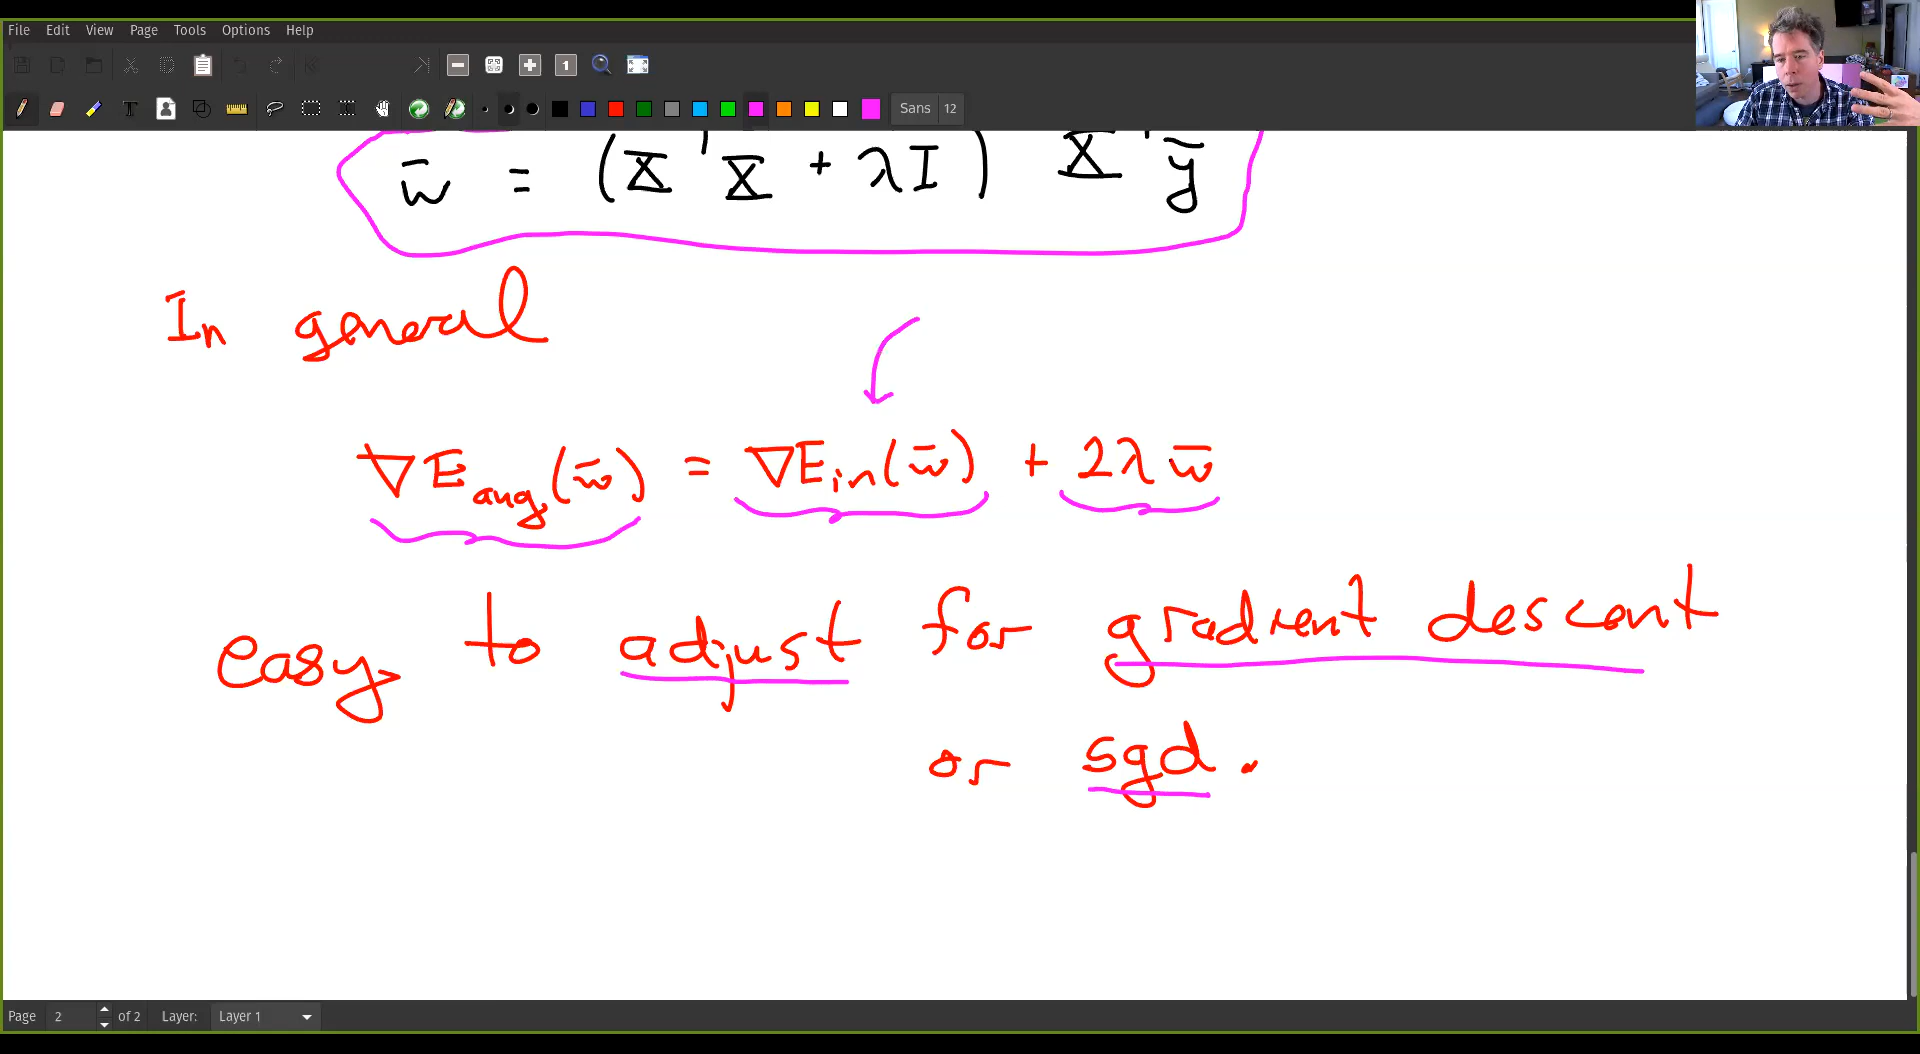 File Edit View Page Tools Options Help
Sans 12
w̄ = (X'X + λI) X'ȳ
In general
∇E_aug(w̄) = ∇E_in(w̄) + 2λw̄
easy to adjust for gradient descent
or sgd.
Page 2 of 2 Layer: Layer 1